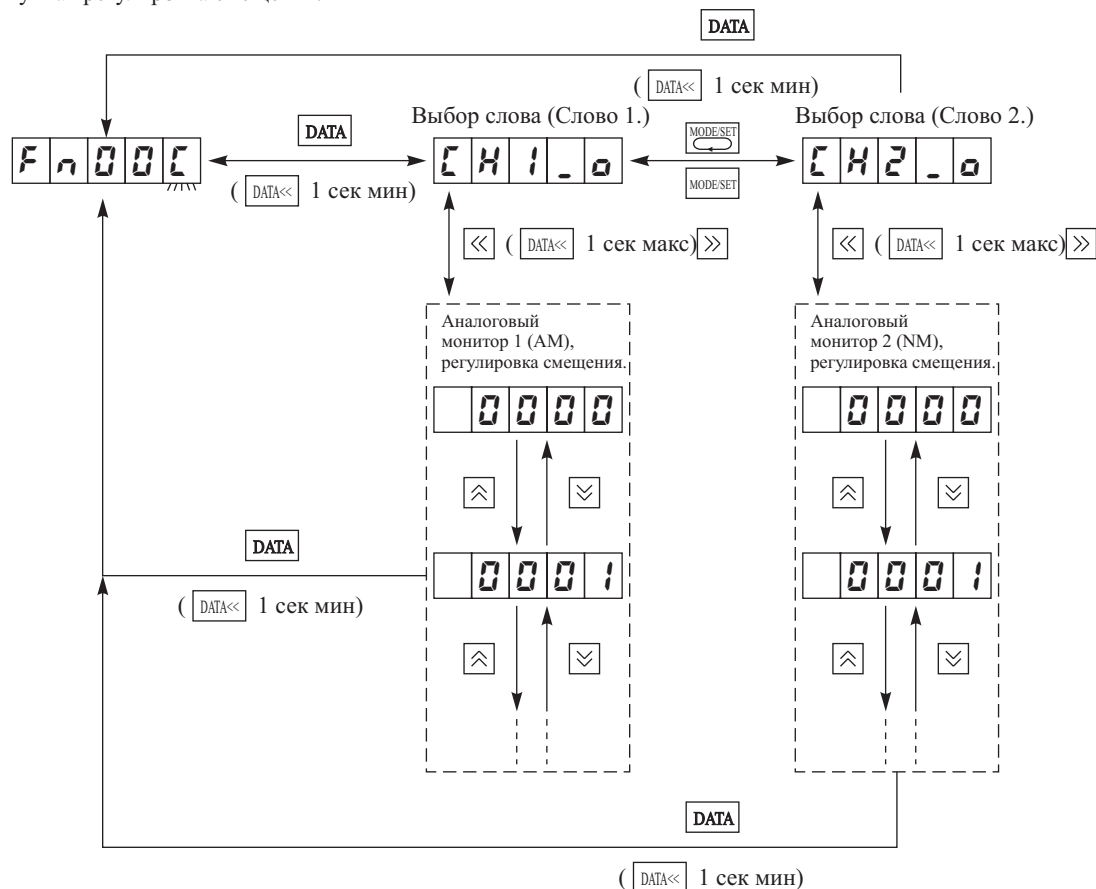 DATA
( DATA≪ 1 сек мин)
Выбор слова (Слово 1.)
Выбор слова (Слово 2.)
DATA
MODE/SET
Fn00C
CH1_o
CH2_o
( DATA≪ 1 сек мин)
MODE/SET
≪ ( DATA≪ 1 сек макс) ≫
≪ ( DATA≪ 1 сек макс) ≫
Аналоговый
монитор 1 (AM),
регулировка смещения.
Аналоговый
монитор 2 (NM),
регулировка смещения.
0000
0000
DATA
0001
0001
( DATA≪ 1 сек мин)
DATA
( DATA≪ 1 сек мин)